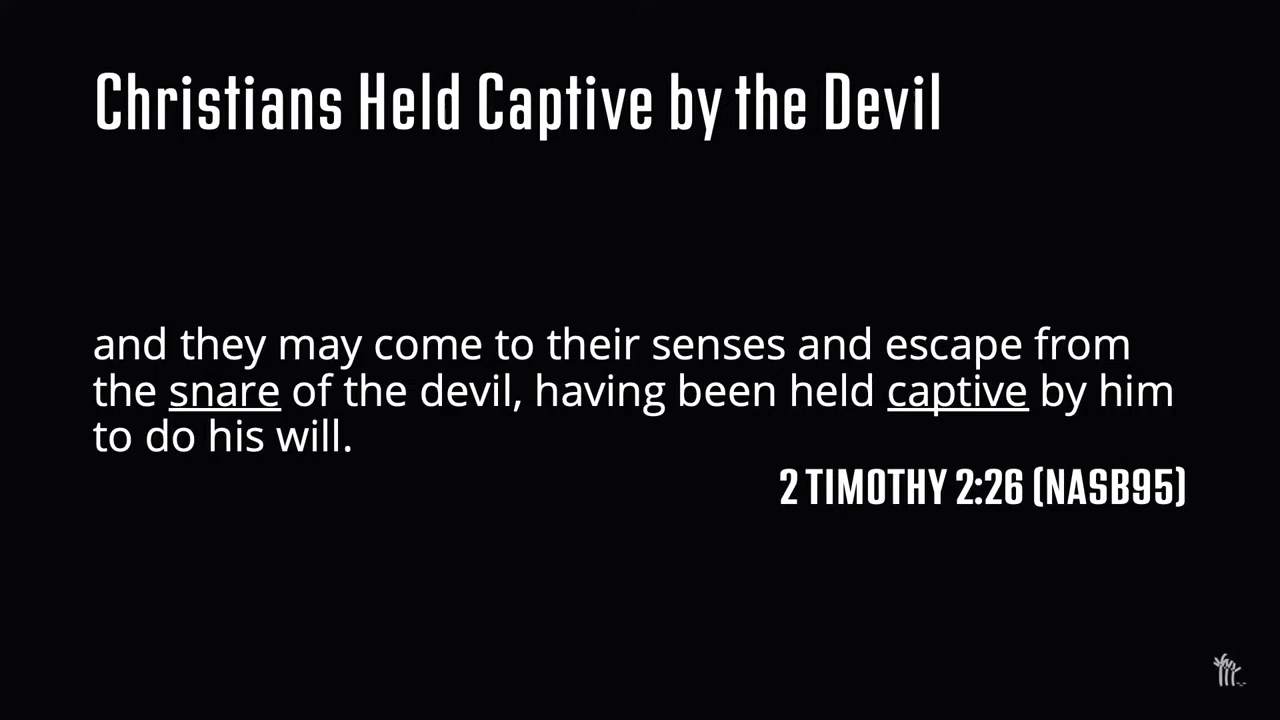 Christians Held Captive by the Devil
and they may come to their senses and escape from
the snare of the devil, having been held captive by him
to do his will.
2 TIMOTHY 2:26 (NASB95)